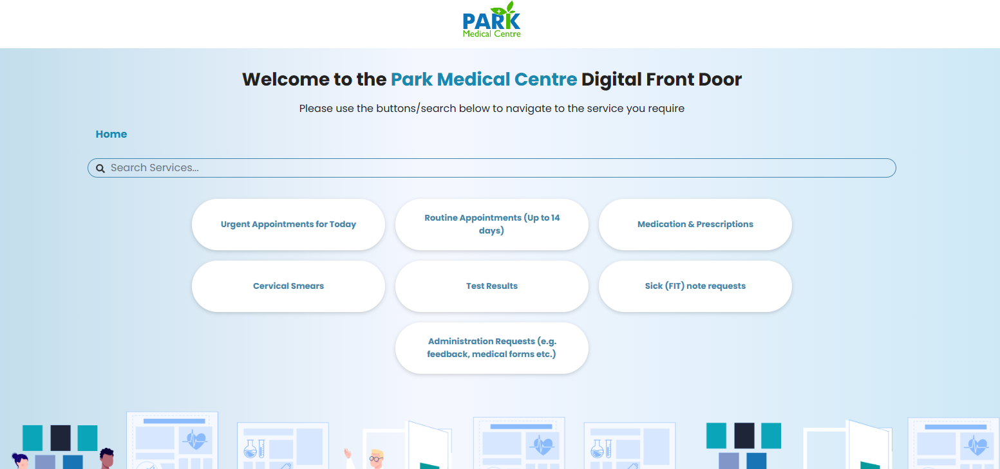 PARK
Medical Centre
Welcome to the Park Medical Centre Digital Front Door
Please use the buttons/search below to navigate to the service you require
Home
Search Services...
Urgent Appointments for Today
Routine Appointments (Up to 14
days)
Medication & Prescriptions
Cervical Smears
Test Results
Sick (FIT) note requests
Administration Requests (e.g.
feedback, medical forms etc.)